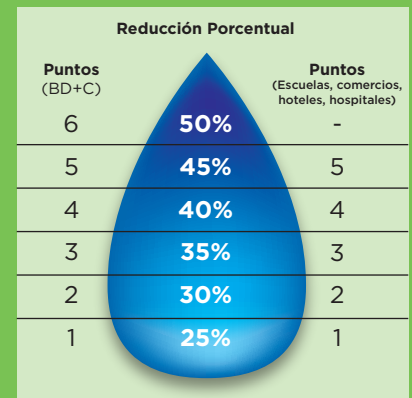 Reducción Porcentual
Puntos
(BD+C)
Puntos
(Escuelas, comercios,
hoteles, hospitales)
6 50% -
5 45% 5
4 40% 4
3 35% 3
2 30% 2
1 25% 1